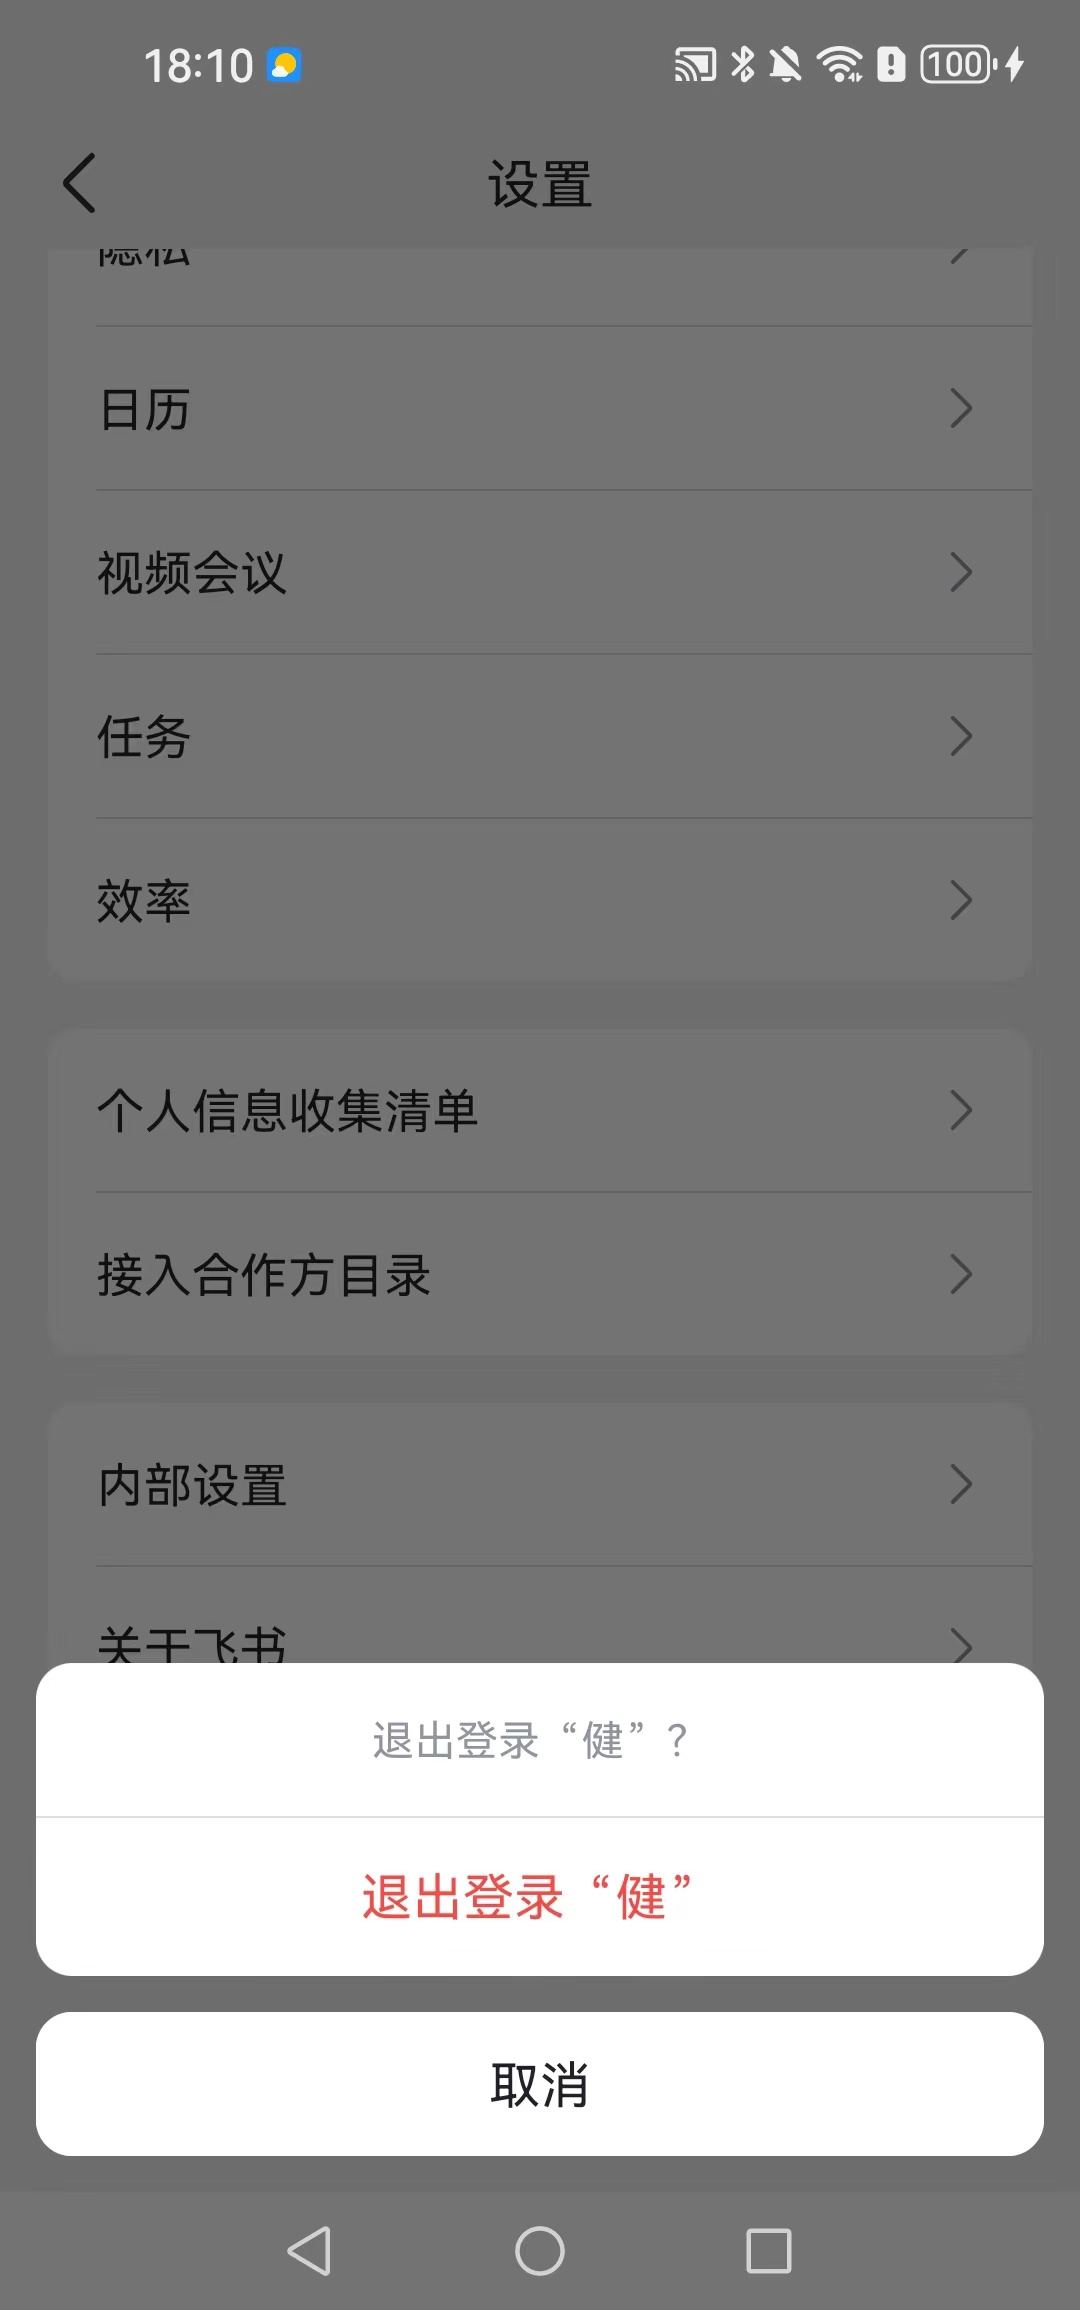 18:10
100
设置
隐私
日历
视频会议
任务
效率
个人信息收集清单
接入合作方目录
内部设置
关于飞书
退出登录“健”？
退出登录“健”
取消